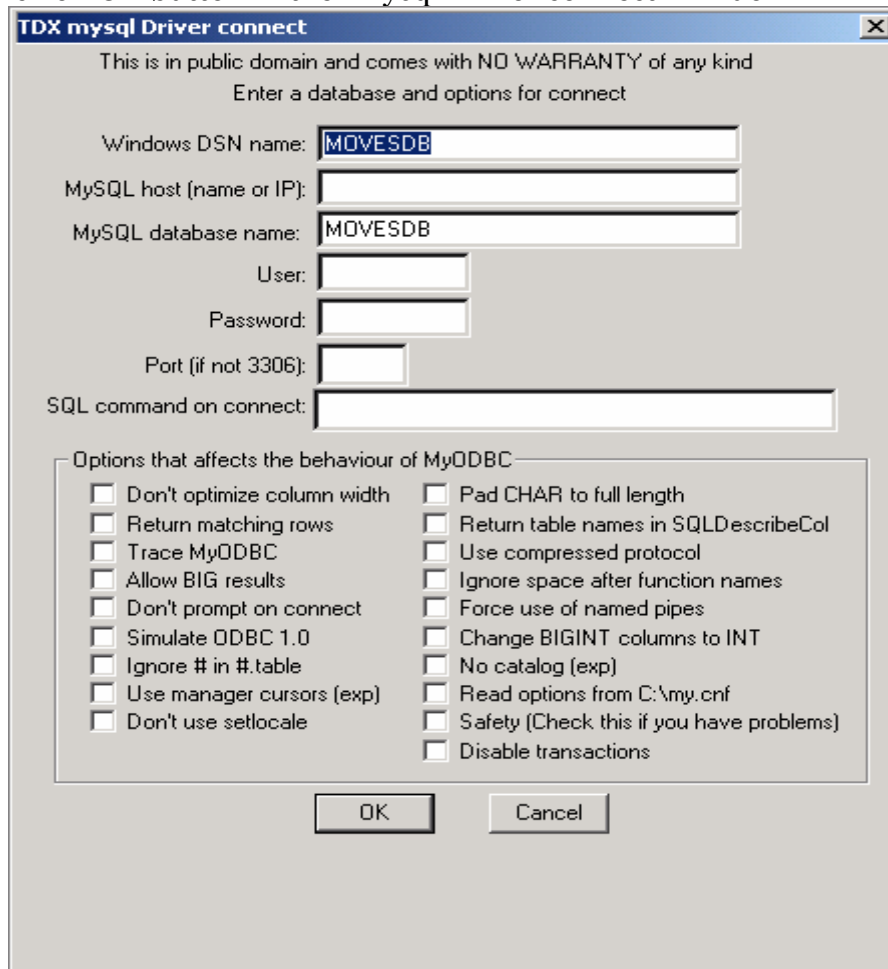 TDX mysql Driver connect
This is in public domain and comes with NO WARRANTY of any kind
Enter a database and options for connect
Windows DSN name: MOVESDB
MySQL host (name or IP):
MySQL database name: MOVESDB
User:
Password:
Port (if not 3306):
SQL command on connect:
Options that affects the behaviour of MyODBC
Don't optimize column width
Return matching rows
Trace MyODBC
Allow BIG results
Don't prompt on connect
Simulate ODBC 1.0
Ignore # in #.table
Use manager cursors (exp)
Don't use setlocale
Pad CHAR to full length
Return table names in SQLDescribeCol
Use compressed protocol
Ignore space after function names
Force use of named pipes
Change BIGINT columns to INT
No catalog (exp)
Read options from C:\my.cnf
Safety (Check this if you have problems)
Disable transactions
OK
Cancel